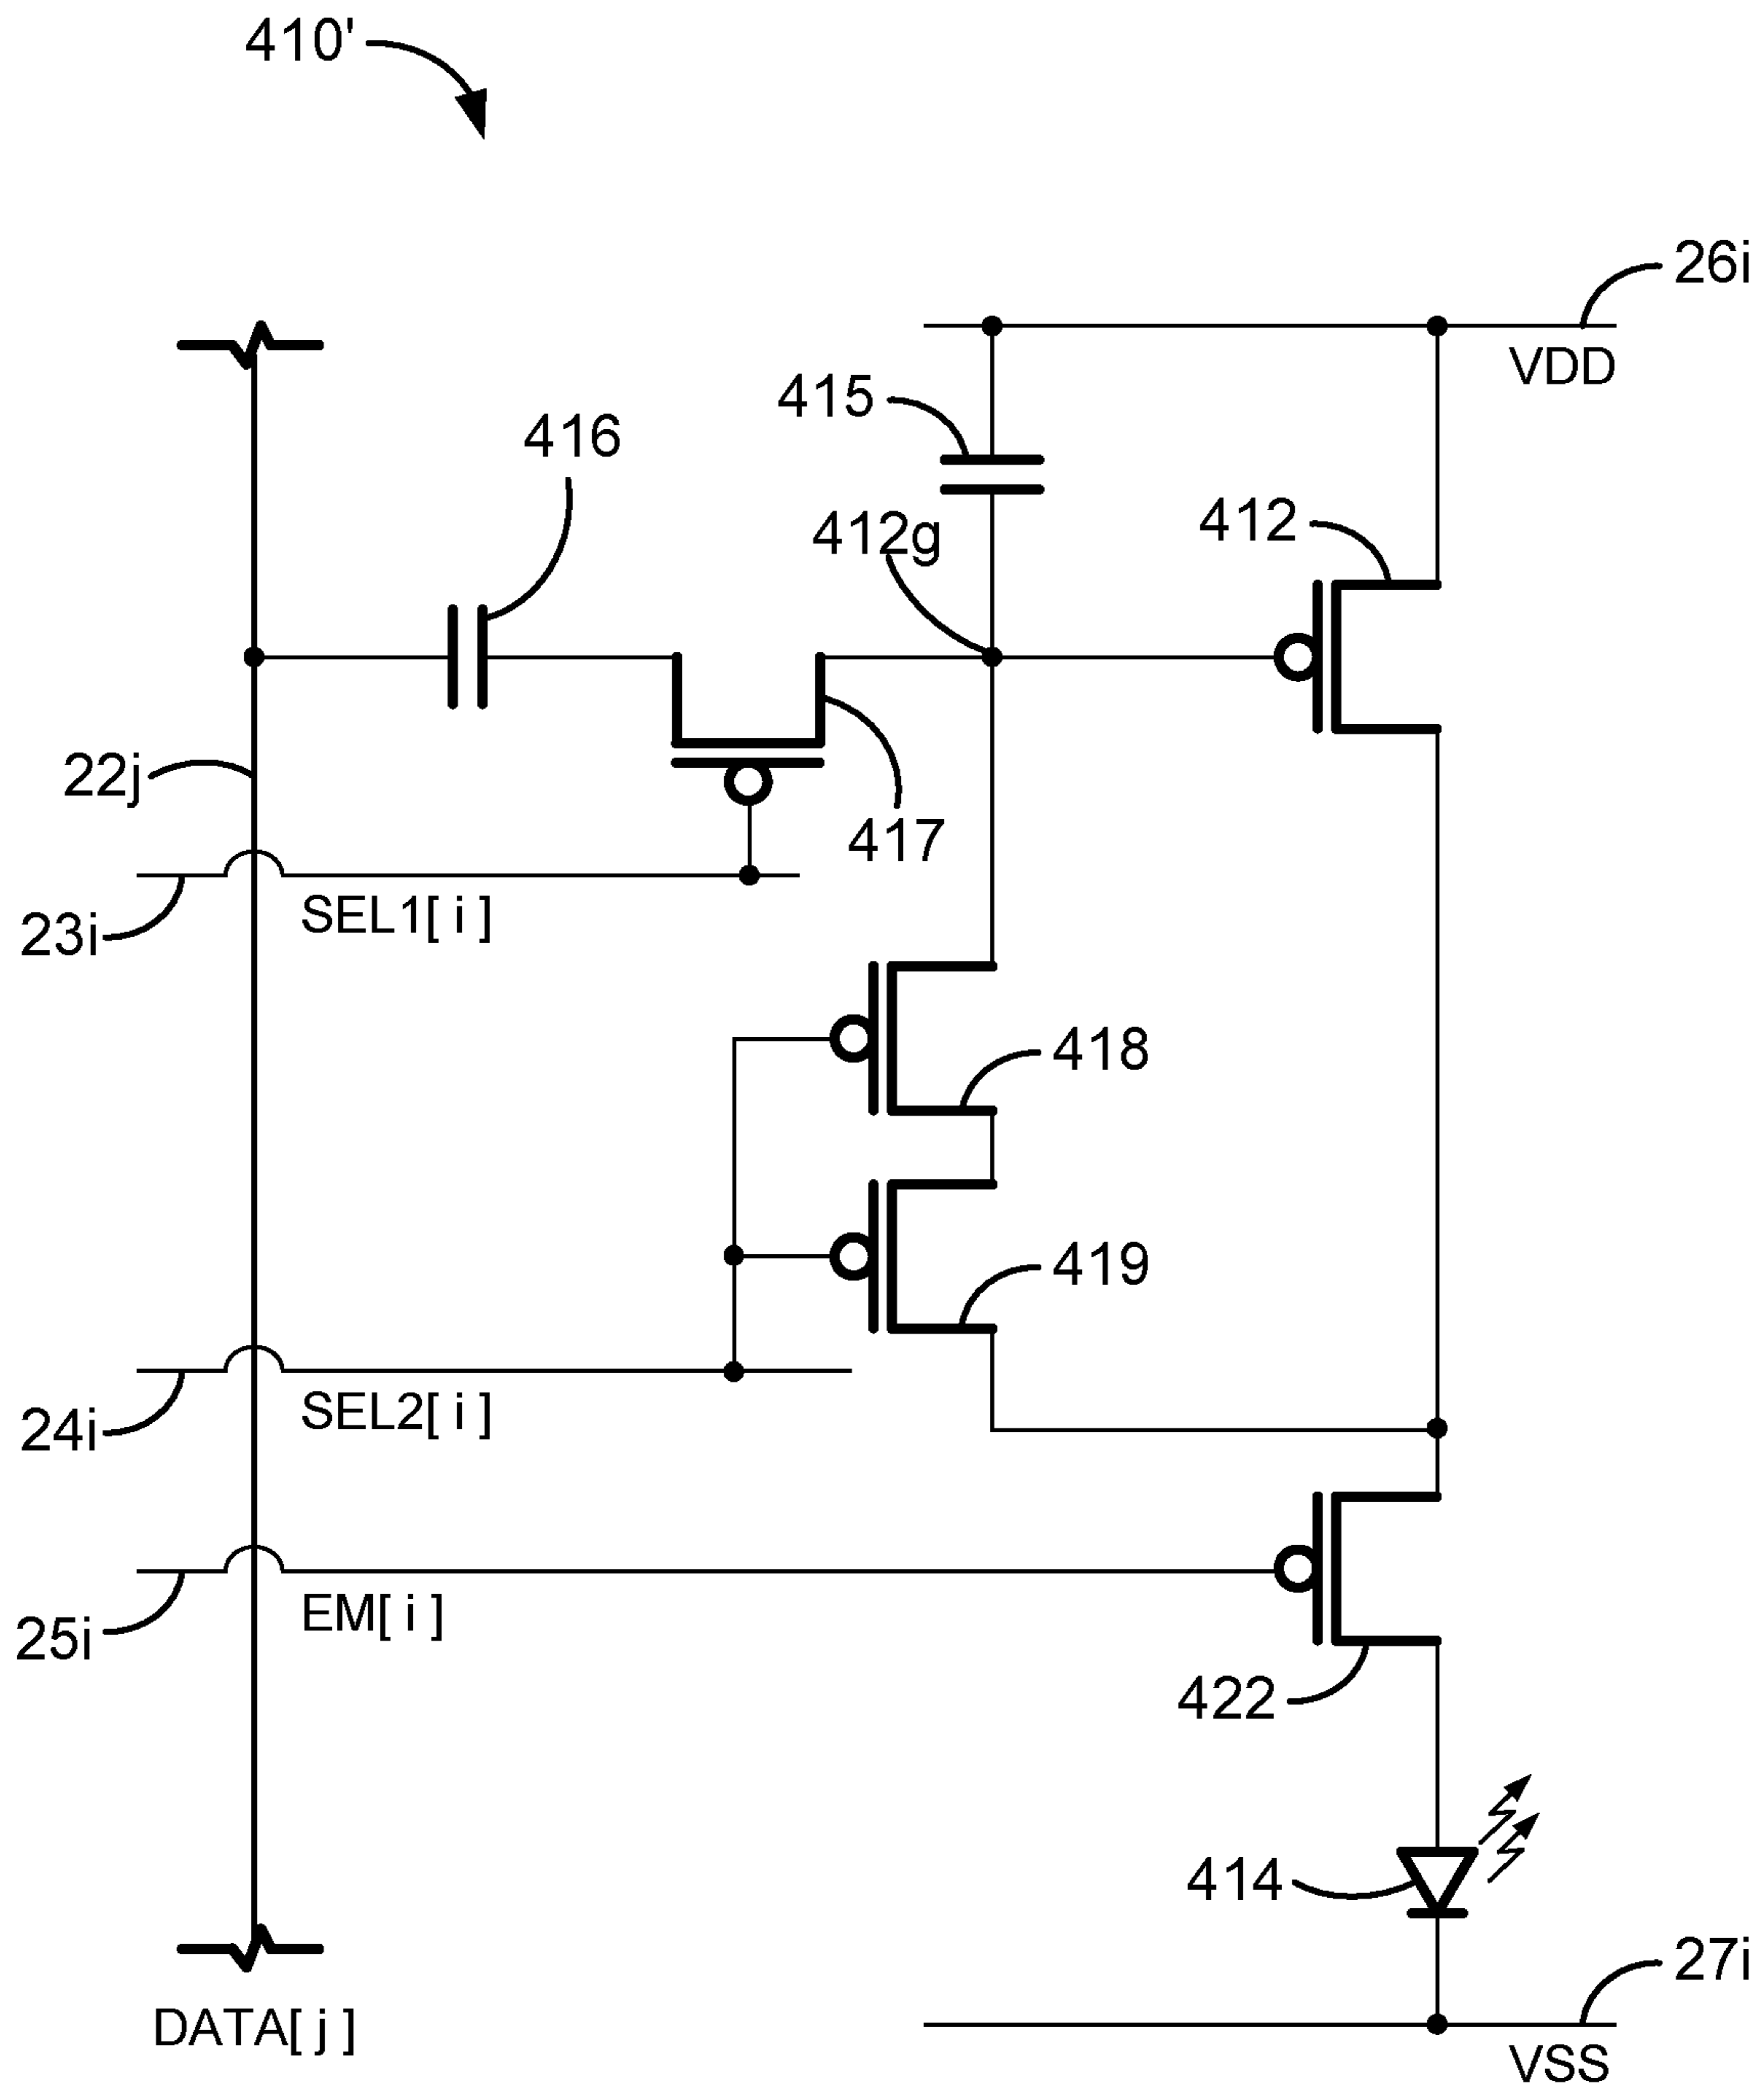 410'
26i
VDD
415
416
412
412g
22j
417
SEL1[ i ]
23i
418
419
SEL2[ i ]
24i
EM[ i ]
25i
422
414
27i
DATA[ j ]
VSS